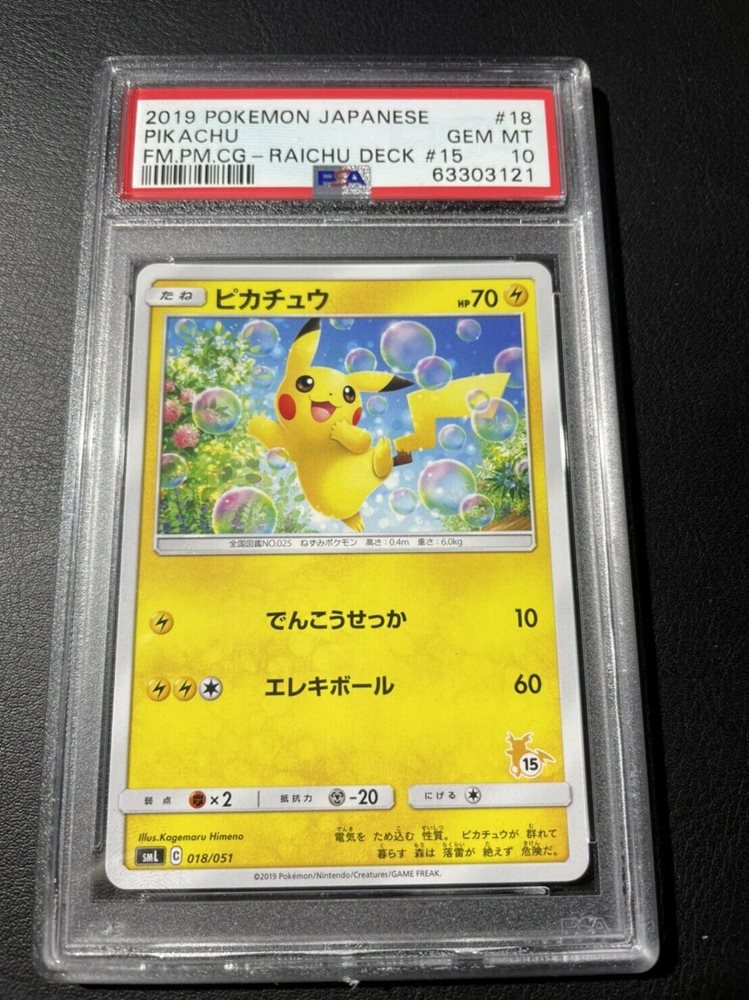 2019 POKEMON JAPANESE #18
PIKACHU GEM MT
FM.PM.CG-RAICHU DECK #15 10
PSA 63303121
たね ピカチュウ HP70
全国図鑑NO.025 ねずみポケモン 高さ:0.4m 重さ:6.0kg
でんこうせっか 10
エレキボール 60
15
弱点 ×2 抵抗力 -20 にげる
Illus.Kagemaru Himeno
電気を ため込む 性質。 ピカチュウが 群れて
暮らす 森は 落雷が 絶えず 危険だ。
SML C 018/051
©2019 Pokémon/Nintendo/Creatures/GAME FREAK.
PSA